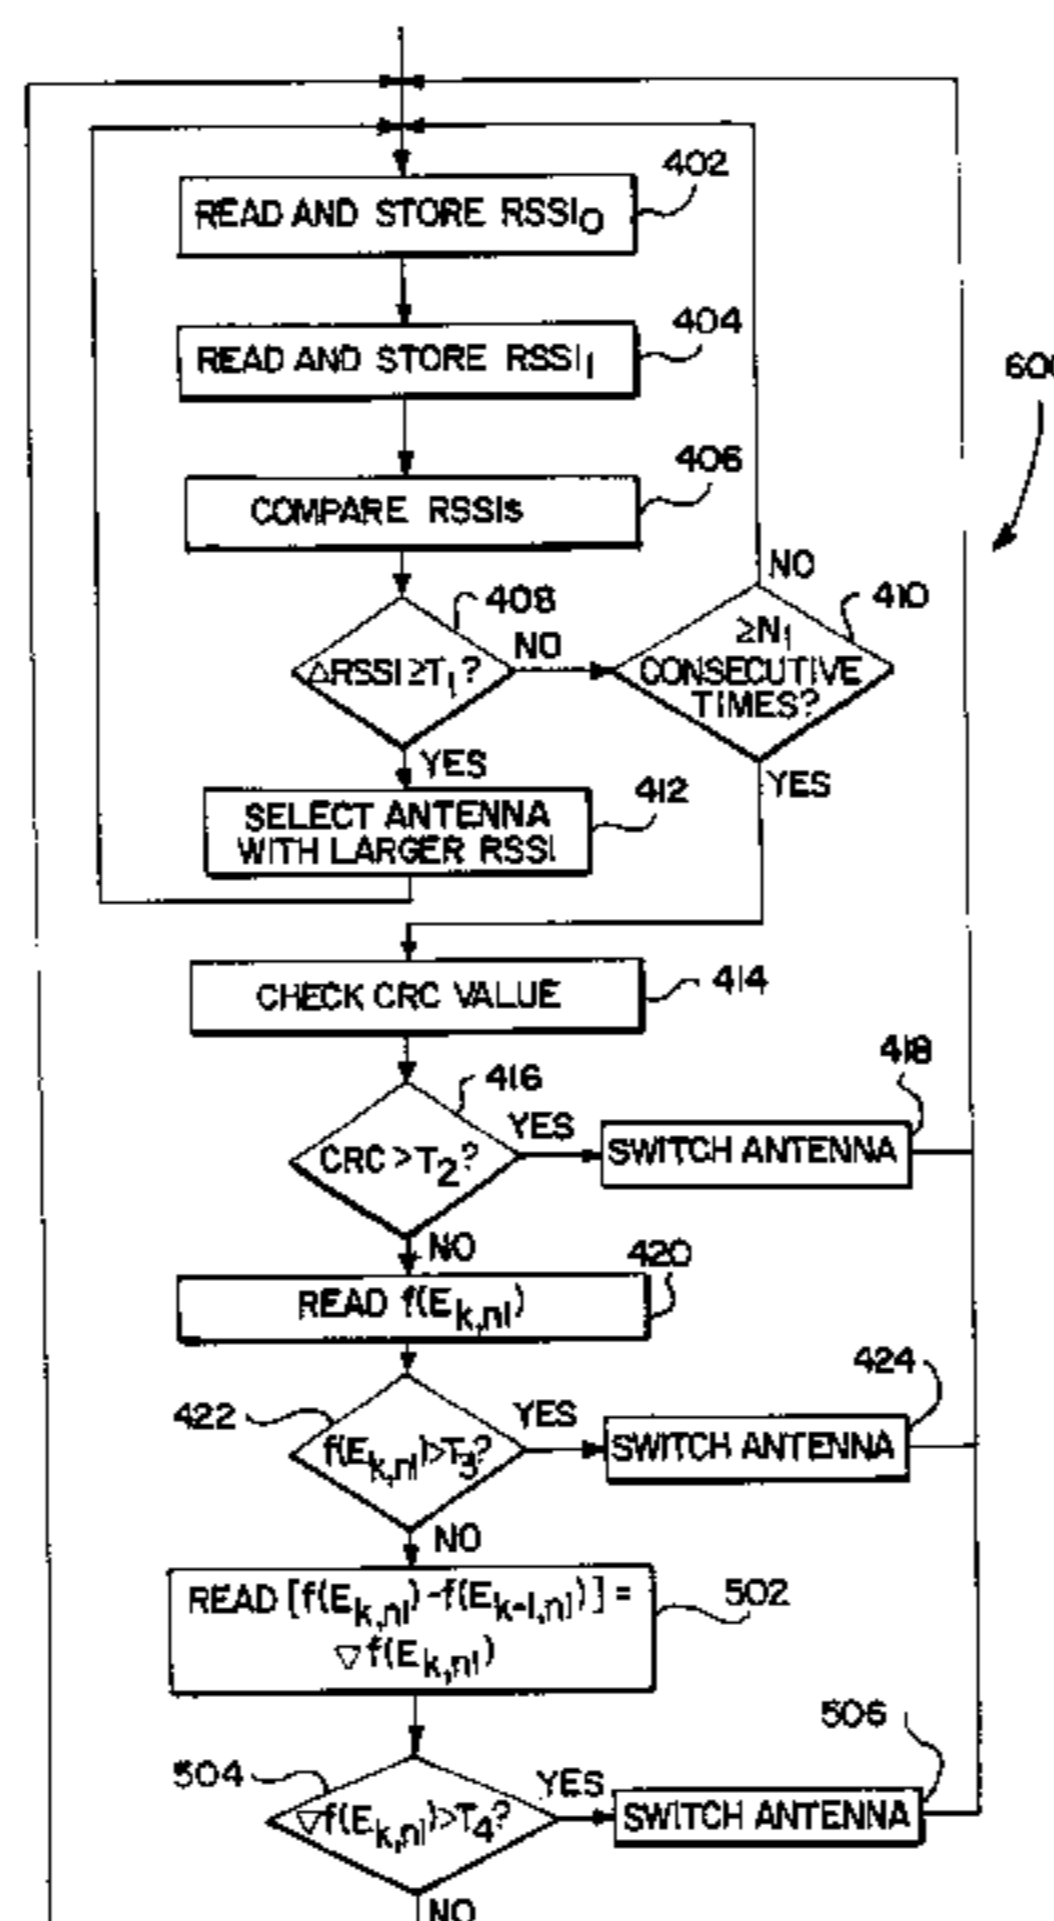 402
READ AND STORE RSSI0
404
READ AND STORE RSSI1
600
406
COMPARE RSSIs
NO
408
410
△RSSI≥T1?
NO
≥N1
CONSECUTIVE
TIMES?
YES
YES
412
SELECT ANTENNA
WITH LARGER RSSI
414
CHECK CRC VALUE
418
416
YES
CRC>T2?
SWITCH ANTENNA
NO
420
READ f(Ek,nl)
424
422
YES
f(Ek,nl)>T3?
SWITCH ANTENNA
NO
READ [f(Ek,nl)-f(Ek-l,nl)]=
▽f(Ek,nl)
502
506
504
YES
▽f(Ek,nl)>T4?
SWITCH ANTENNA
NO